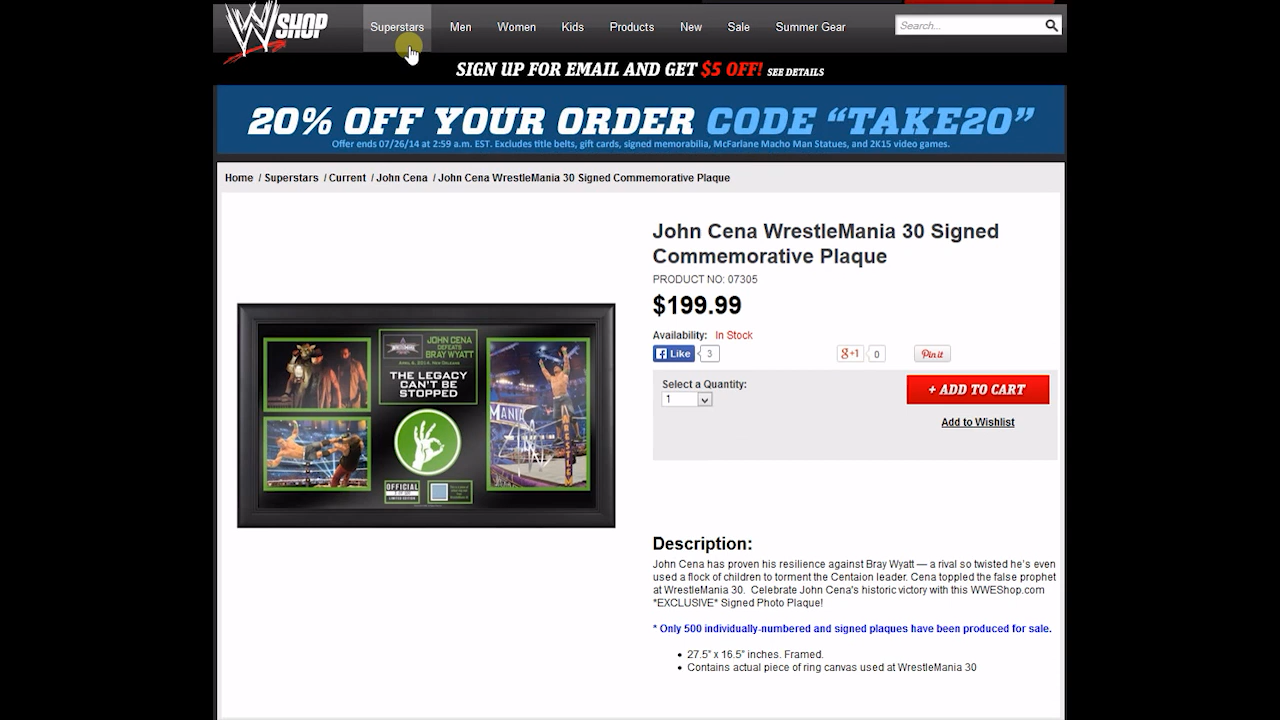 W SHOP
Superstars Men Women Kids Products New Sale Summer Gear
Search...
SIGN UP FOR EMAIL AND GET $5 OFF! SEE DETAILS
20% OFF YOUR ORDER CODE “TAKE20”
Offer ends 07/26/14 at 2:59 a.m. EST. Excludes title belts, gift cards, signed memorabilia, McFarlane Macho Man Statues, and 2K15 video games.
Home / Superstars / Current / John Cena / John Cena WrestleMania 30 Signed Commemorative Plaque
John Cena WrestleMania 30 Signed
Commemorative Plaque
PRODUCT NO: 07305
$199.99
Availability: In Stock
Like 3 g+1 0 Pin it
Select a Quantity:
1
+ ADD TO CART
Add to Wishlist
JOHN CENA
DEFEATS
BRAY WYATT
APRIL 6, 2014, NEW ORLEANS
THE LEGACY
CAN'T BE
STOPPED
MANIA
OFFICIAL
LIMITED EDITION
Description:
John Cena has proven his resilience against Bray Wyatt — a rival so twisted he's even
used a flock of children to torment the Centaion leader. Cena toppled the false prophet
at WrestleMania 30. Celebrate John Cena's historic victory with this WWEShop.com
*EXCLUSIVE* Signed Photo Plaque!
* Only 500 individually-numbered and signed plaques have been produced for sale.
• 27.5" x 16.5" inches. Framed.
• Contains actual piece of ring canvas used at WrestleMania 30